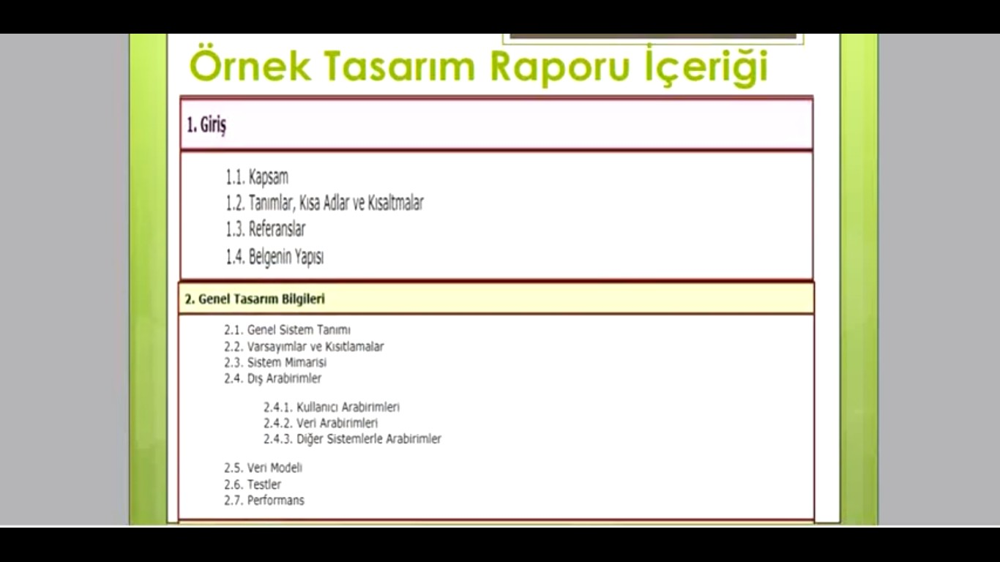 Örnek Tasarım Raporu İçeriği
1. Giriş
1.1. Kapsam
1.2. Tanımlar, Kısa Adlar ve Kısaltmalar
1.3. Referanslar
1.4. Belgenin Yapısı
2. Genel Tasarım Bilgileri
2.1. Genel Sistem Tanımı
2.2. Varsayımlar ve Kısıtlamalar
2.3. Sistem Mimarisi
2.4. Dış Arabirimler
2.4.1. Kullanıcı Arabirimleri
2.4.2. Veri Arabirimleri
2.4.3. Diğer Sistemlerle Arabirimler
2.5. Veri Modeli
2.6. Testler
2.7. Performans